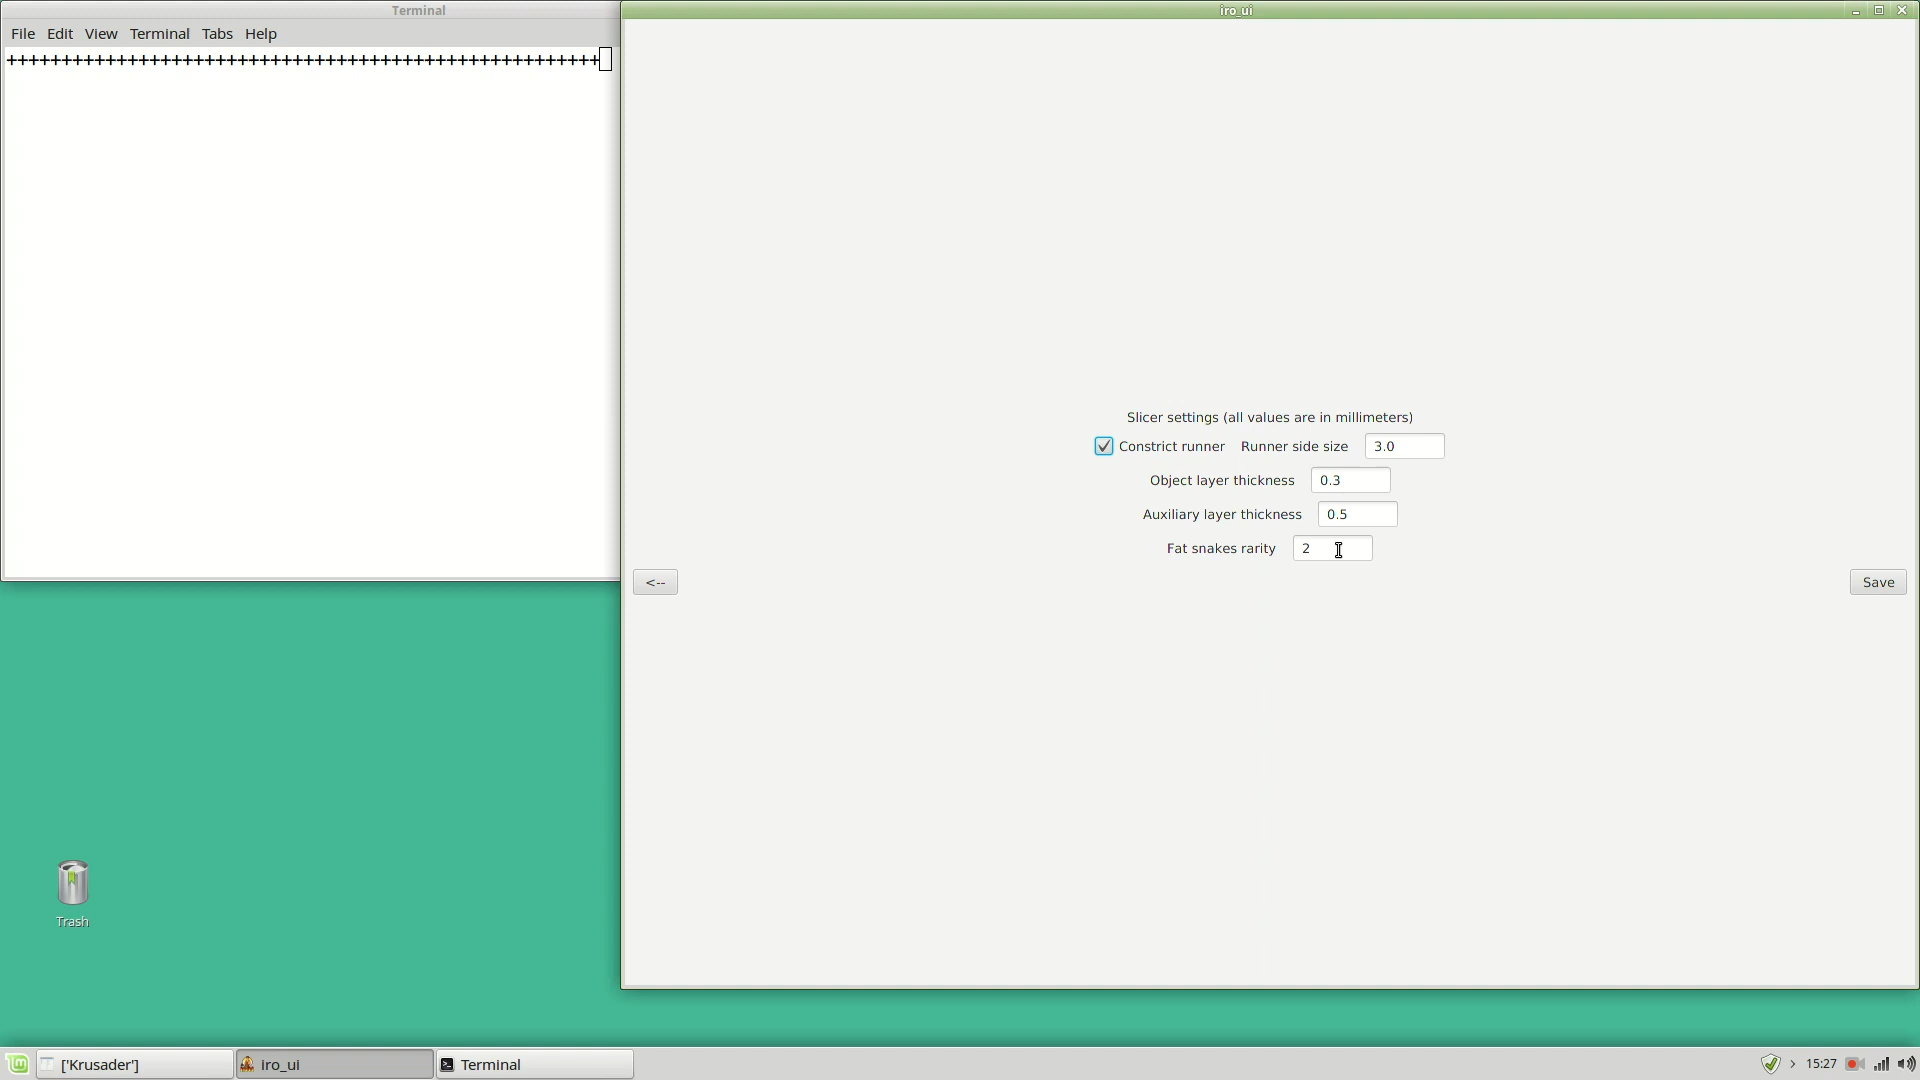 Terminal
File Edit View Terminal Tabs Help
++++++++++++++++++++++++++++++++++++++++++++++++++++++
iro_ui
Slicer settings (all values are in millimeters)
Constrict runner Runner side size 3.0
Object layer thickness 0.3
Auxiliary layer thickness 0.5
Fat snakes rarity 2
<-- Save
Trash
['Krusader'] iro_ui Terminal 15:27